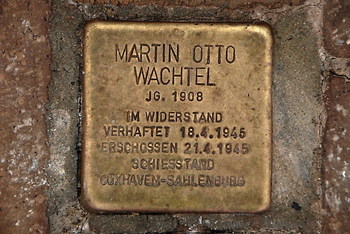 MARTIN OTTO
WACHTEL
JG. 1908
IM WIDERSTAND
VERHAFTET 18.4.1945
ERSCHOSSEN 21.4.1945
SCHIESSTAND
CUXHAVEN-SAHLENBURG